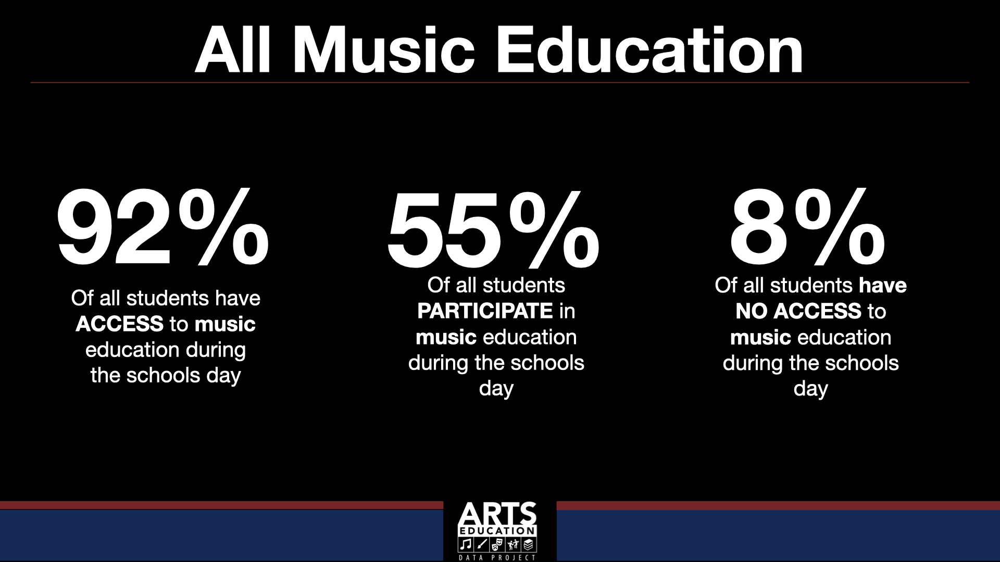 All Music Education
92%
Of all students have
ACCESS to music
education during
the schools day
55%
Of all students
PARTICIPATE in
music education
during the schools
day
8%
Of all students have
NO ACCESS to
music education
during the schools
day
ARTS
EDUCATION
DATA PROJECT